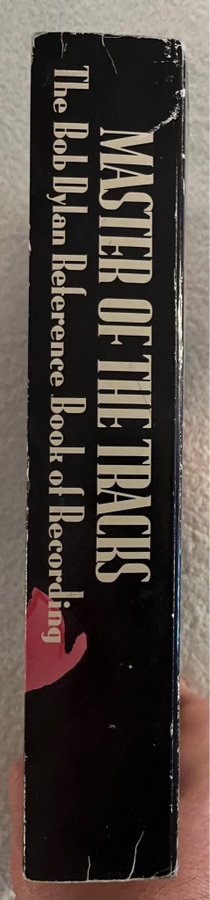 MASTER OF THE TRACKS
The Bob Dylan Reference Book of Recording